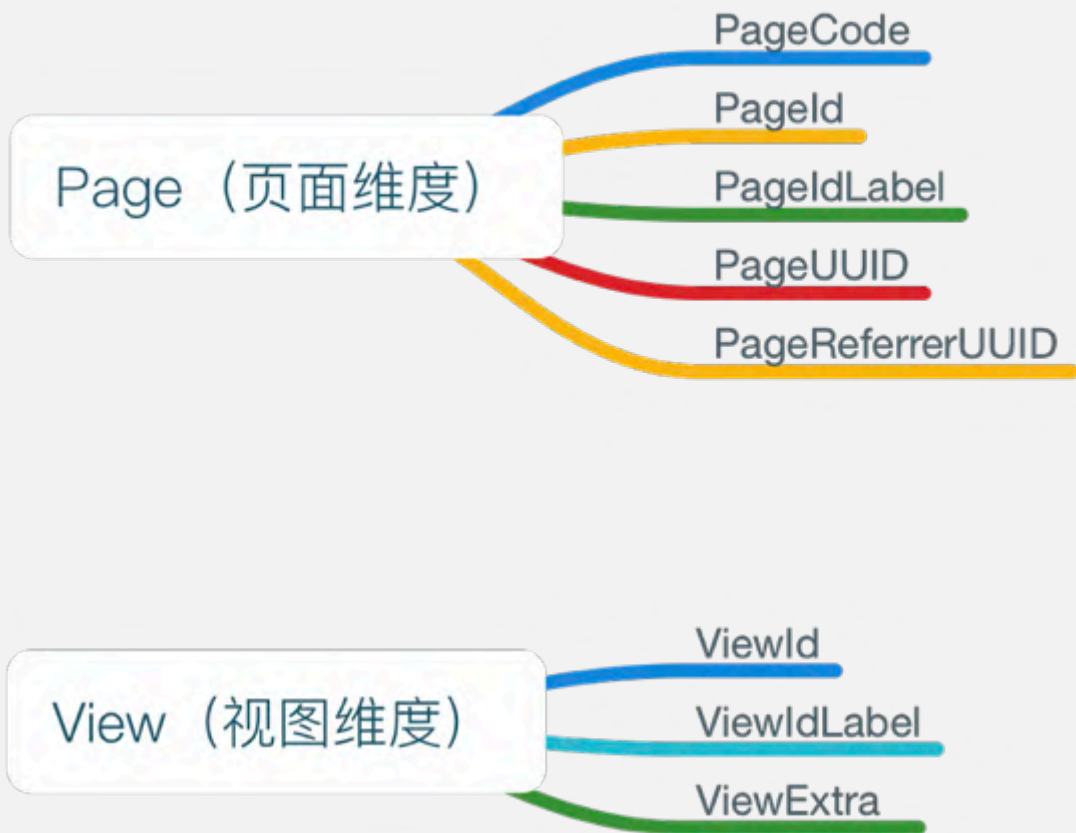 PageCode
PageId
Page（页面维度）
PageIdLabel
PageUUID
PageReferrerUUID
ViewId
View（视图维度）
ViewIdLabel
ViewExtra